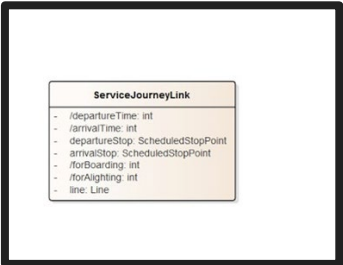 ServiceJourneyLink
- /departureTime: int
- /arrivalTime: int
- departureStop: ScheduledStopPoint
- arrivalStop: ScheduledStopPoint
- /forBoarding: int
- /forAlighting: int
- line: Line